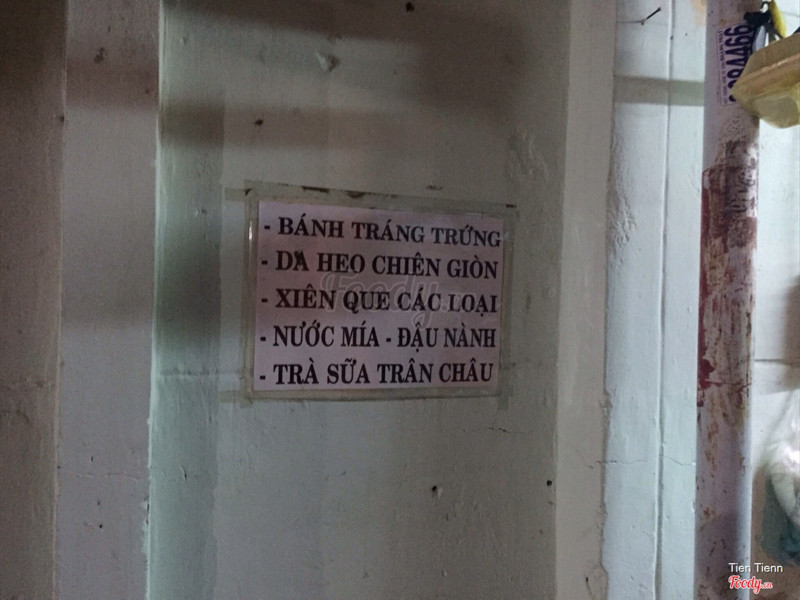 - BÁNH TRÁNG TRỨNG
- DA HEO CHIÊN GIÒN
- XIÊN QUE CÁC LOẠI
- NƯỚC MÍA - ĐẬU NÀNH
- TRÀ SỮA TRÂN CHÂU
Foody
Tien Tienn
Foody.vn